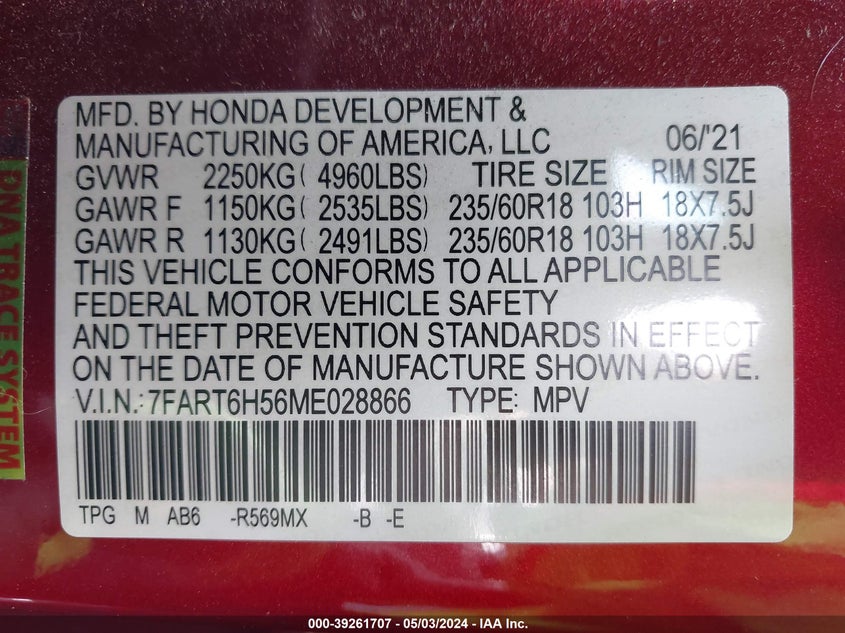 MFD. BY HONDA DEVELOPMENT &
MANUFACTURING OF AMERICA, LLC 06/'21
GVWR 2250KG( 4960LBS) TIRE SIZE RIM SIZE
GAWR F 1150KG( 2535LBS) 235/60R18 103H 18X7.5J
GAWR R 1130KG( 2491LBS) 235/60R18 103H 18X7.5J
THIS VEHICLE CONFORMS TO ALL APPLICABLE
FEDERAL MOTOR VEHICLE SAFETY
AND THEFT PREVENTION STANDARDS IN EFFECT
ON THE DATE OF MANUFACTURE SHOWN ABOVE.
V.I.N.: 7FART6H56ME028866 TYPE: MPV
TPG M AB6 -R569MX -B -E
DNA TRACE SYSTEM
000-39261707 - 05/03/2024 - IAA Inc.